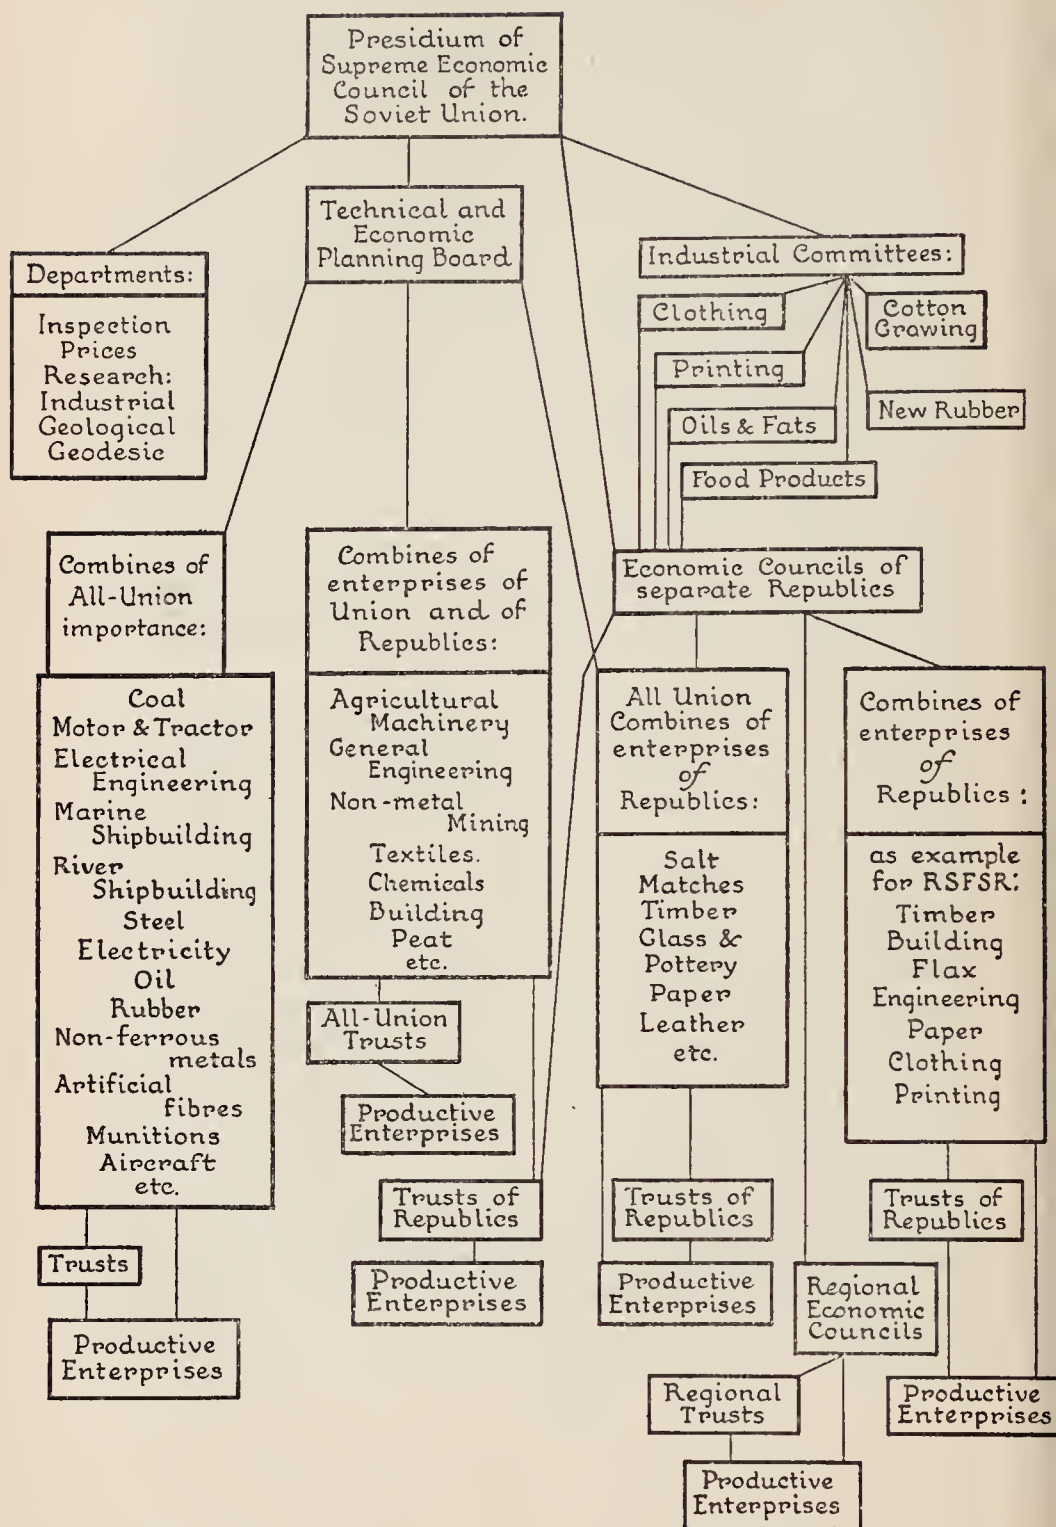 Presidium of
Supreme Economic
Council of the
Soviet Union.
Technical and
Economic
Planning Board
Departments:
Inspection
Prices
Research:
Industrial
Geological
Geodesic
Industrial Committees:
Clothing
Cotton
Growing
Printing
New Rubber
Oils & Fats
Food Products
Combines of
All-Union
importance:
Coal
Motor & Tractor
Electrical
Engineering
Marine
Shipbuilding
River
Shipbuilding
Steel
Electricity
Oil
Rubber
Non-ferrous
metals
Artificial
fibres
Munitions
Aircraft
etc.
Trusts
Productive
Enterprises
Combines of
enterprises of
Union and of
Republics:
Agricultural
Machinery
General
Engineering
Non-metal
Mining
Textiles.
Chemicals
Building
Peat
etc.
All-Union
Trusts
Productive
Enterprises
Trusts of
Republics
Productive
Enterprises
Economic Councils of
separate Republics
All Union
Combines of
enterprises
of
Republics:
Salt
Matches
Timber
Glass &
Pottery
Paper
Leather
etc.
Trusts of
Republics
Productive
Enterprises
Regional
Economic
Councils
Regional
Trusts
Productive
Enterprises
Combines of
enterprises
of
Republics:
as example
for RSFSR:
Timber
Building
Flax
Engineering
Paper
Clothing
Printing
Trusts of
Republics
Productive
Enterprises